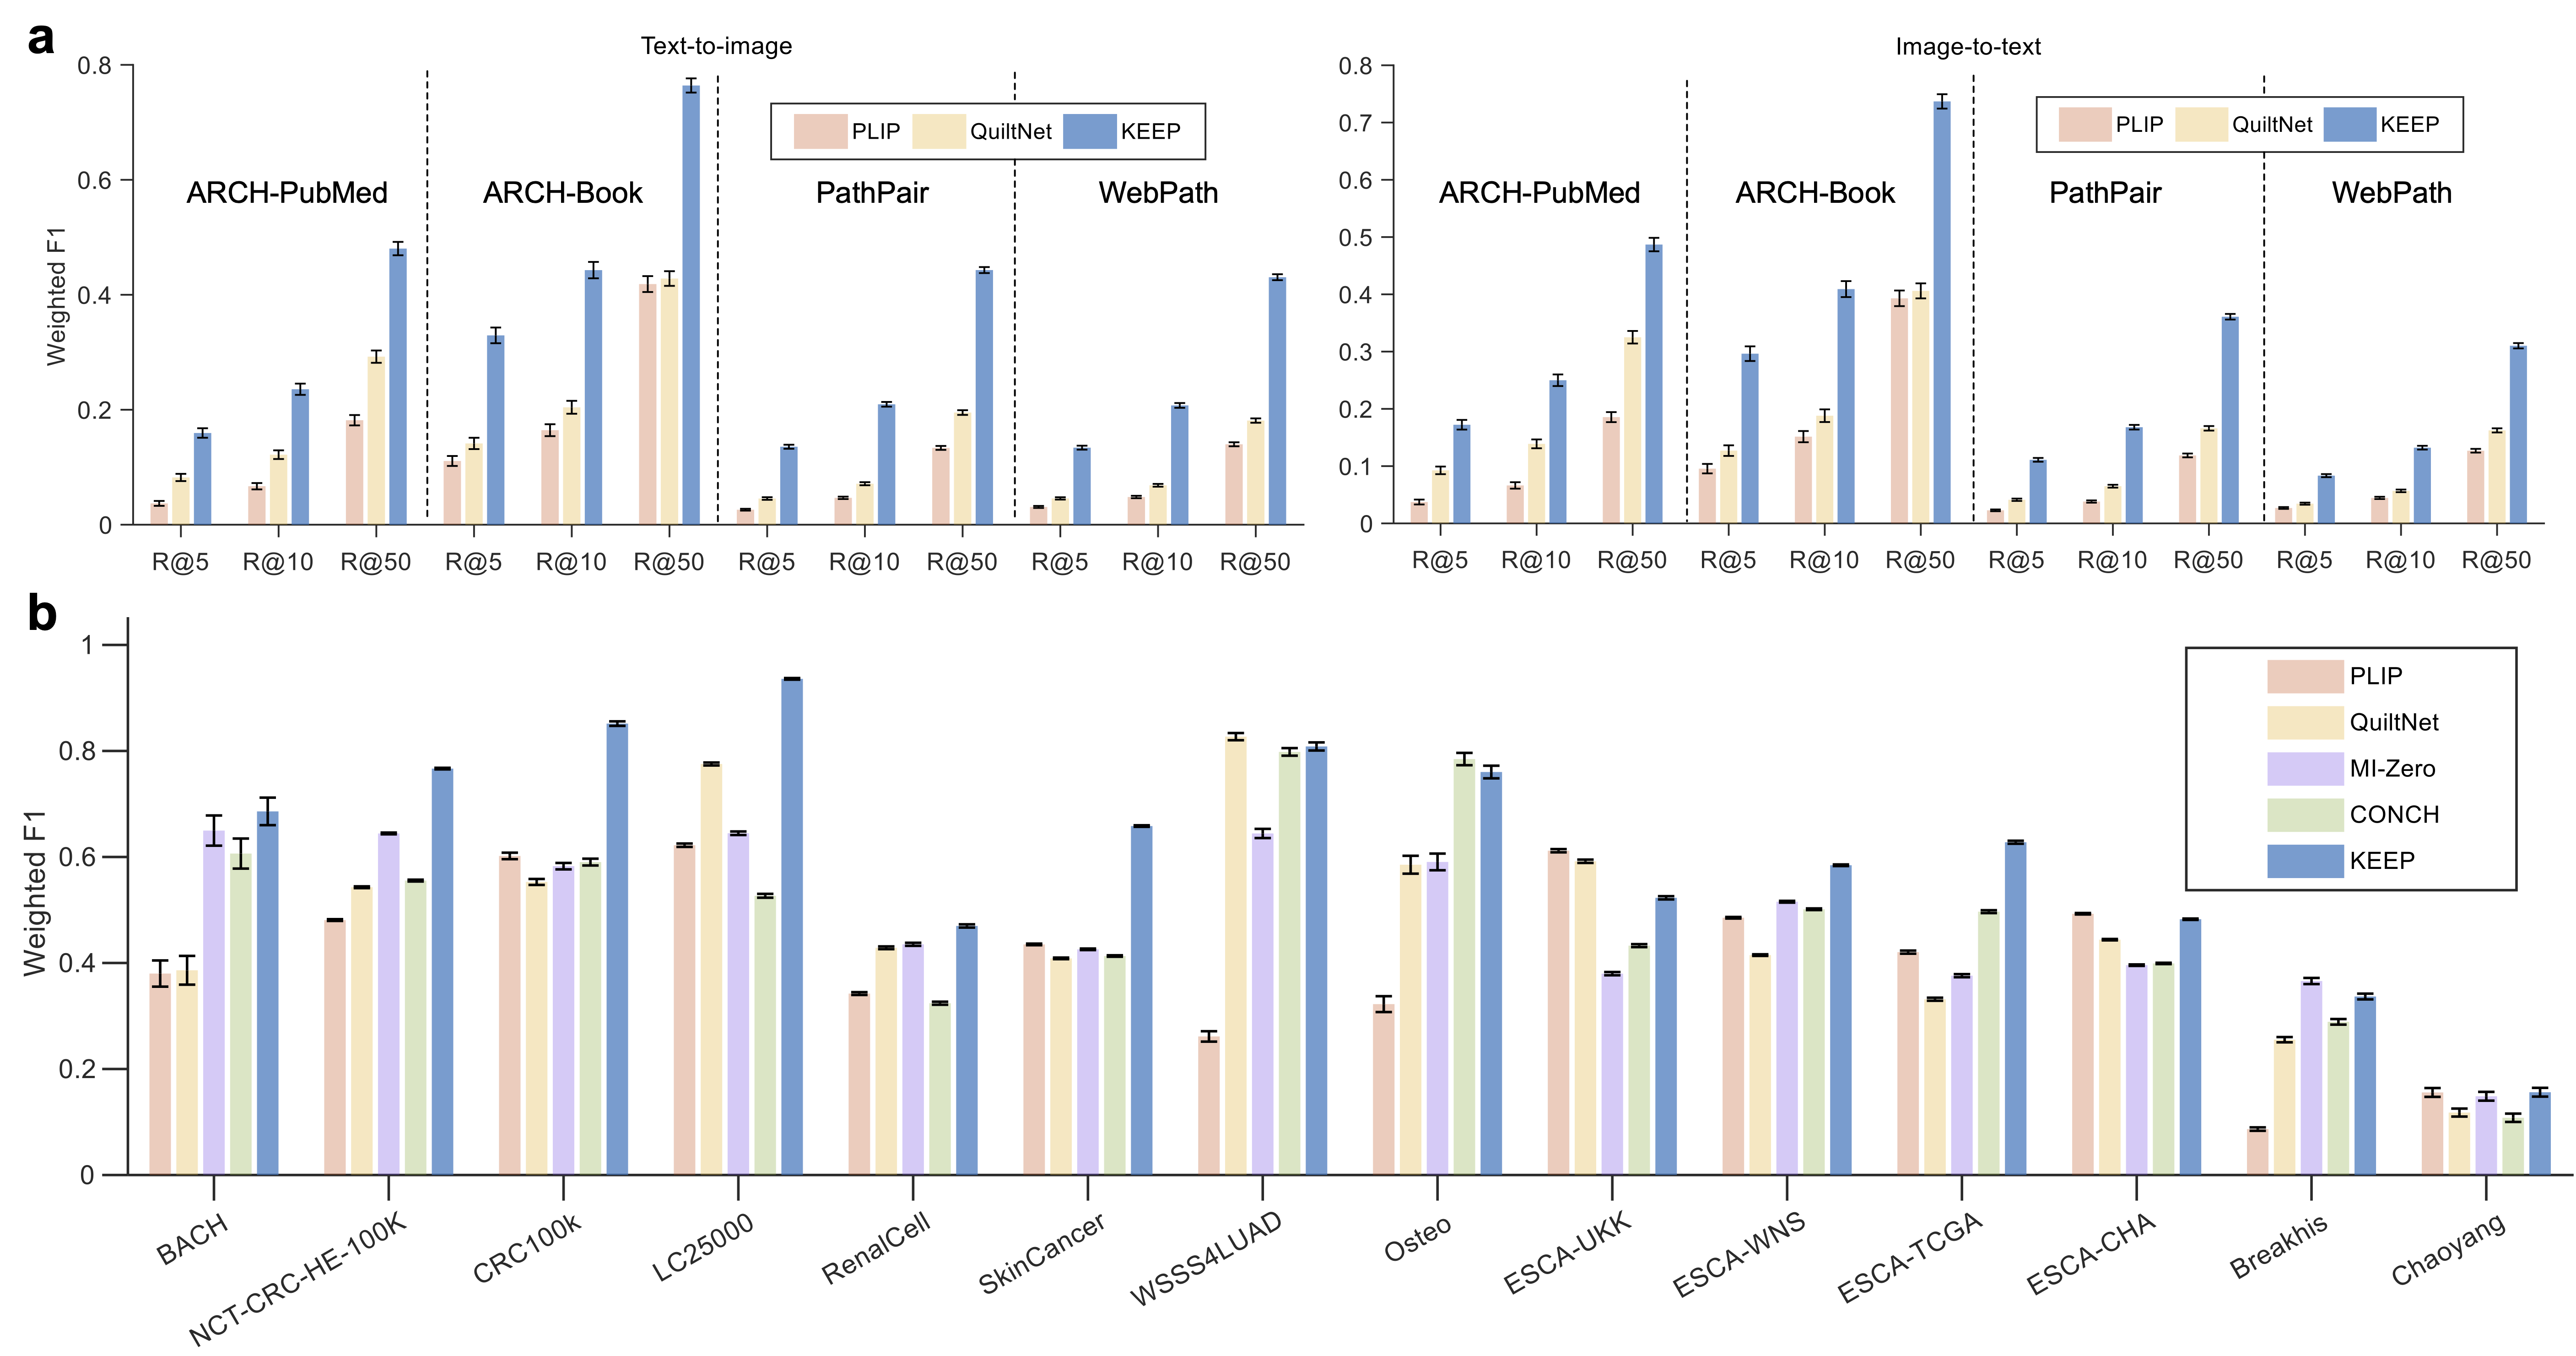 a
Text-to-image
Weighted F1
0.8
0.6
0.4
0.2
0
PLIP QuiltNet KEEP
ARCH-PubMed ARCH-Book PathPair WebPath
R@5 R@10 R@50 R@5 R@10 R@50 R@5 R@10 R@50 R@5 R@10 R@50
Image-to-text
0.8
0.7
0.6
0.5
0.4
0.3
0.2
0.1
0
PLIP QuiltNet KEEP
ARCH-PubMed ARCH-Book PathPair WebPath
R@5 R@10 R@50 R@5 R@10 R@50 R@5 R@10 R@50 R@5 R@10 R@50
b
Weighted F1
1
0.8
0.6
0.4
0.2
0
PLIP
QuiltNet
MI-Zero
CONCH
KEEP
BACH NCT-CRC-HE-100K CRC100k LC25000 RenalCell SkinCancer WSSS4LUAD Osteo ESCA-UKK ESCA-WNS ESCA-TCGA ESCA-CHA Breakhis Chaoyang